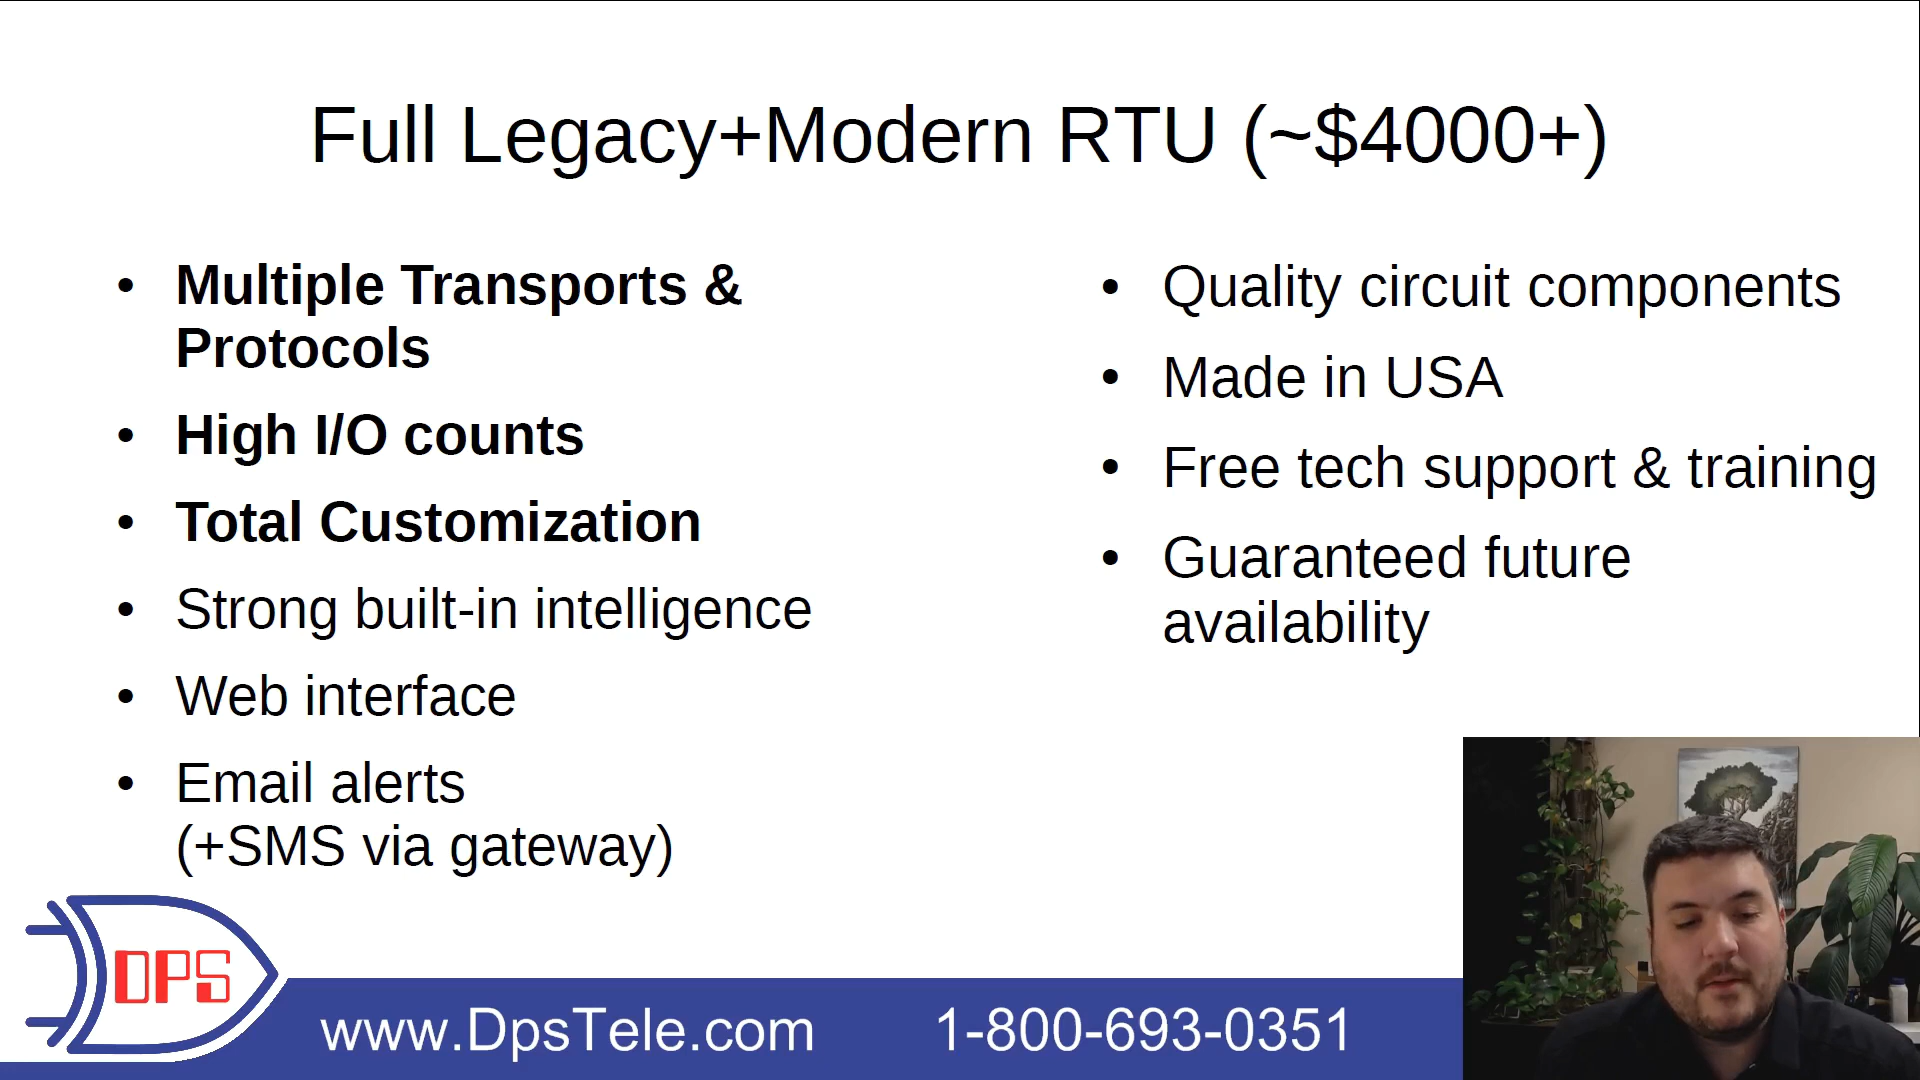 Full Legacy+Modern RTU (~$4000+)
• Multiple Transports &
Protocols
• High I/O counts
• Total Customization
• Strong built-in intelligence
• Web interface
• Email alerts
(+SMS via gateway)
• Quality circuit components
• Made in USA
• Free tech support & training
• Guaranteed future
availability
DPS
www.DpsTele.com 1-800-693-0351